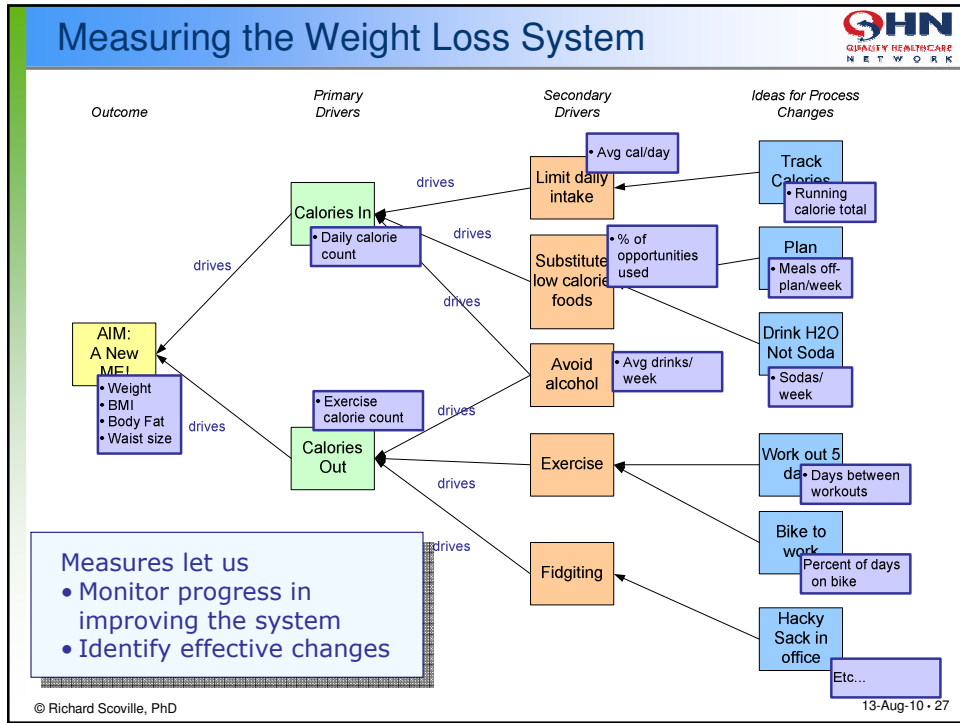 Measuring the Weight Loss System
QHN
QUALITY HEALTHCARE
N E T W O R K
Outcome
Primary
Drivers
Secondary
Drivers
Ideas for Process
Changes
AIM:
A New
ME!
• Weight
• BMI
• Body Fat
• Waist size
drives
drives
Calories In
• Daily calorie
count
• Exercise
calorie count
Calories
Out
drives
drives
drives
drives
drives
drives
• Avg cal/day
Limit daily
intake
• % of
opportunities
used
Substitute
low calorie
foods
Avoid
alcohol
• Avg drinks/
week
Exercise
Fidgiting
Track
Calories
• Running
calorie total
Plan
• Meals off-
plan/week
Drink H2O
Not Soda
• Sodas/
week
Work out 5
• Days between
workouts
Bike to
work
Percent of days
on bike
Hacky
Sack in
office
Etc...
Measures let us
• Monitor progress in
improving the system
• Identify effective changes
© Richard Scoville, PhD
13-Aug-10 • 27